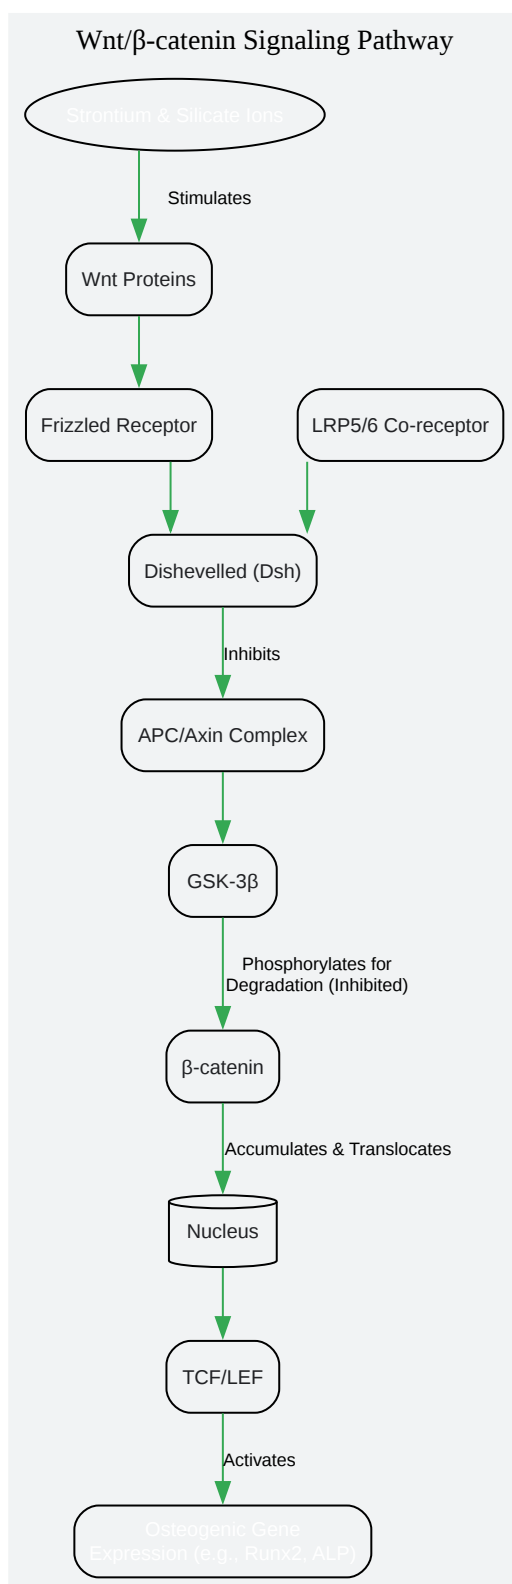 Wnt/β-catenin Signaling Pathway
Strontium & Silicate Ions
Stimulates
Wnt Proteins
Frizzled Receptor
LRP5/6 Co-receptor
Dishevelled (Dsh)
Inhibits
APC/Axin Complex
GSK-3β
Phosphorylates for
Degradation (Inhibited)
β-catenin
Accumulates & Translocates
Nucleus
TCF/LEF
Activates
Osteogenic Gene
Expression (e.g., Runx2, ALP)